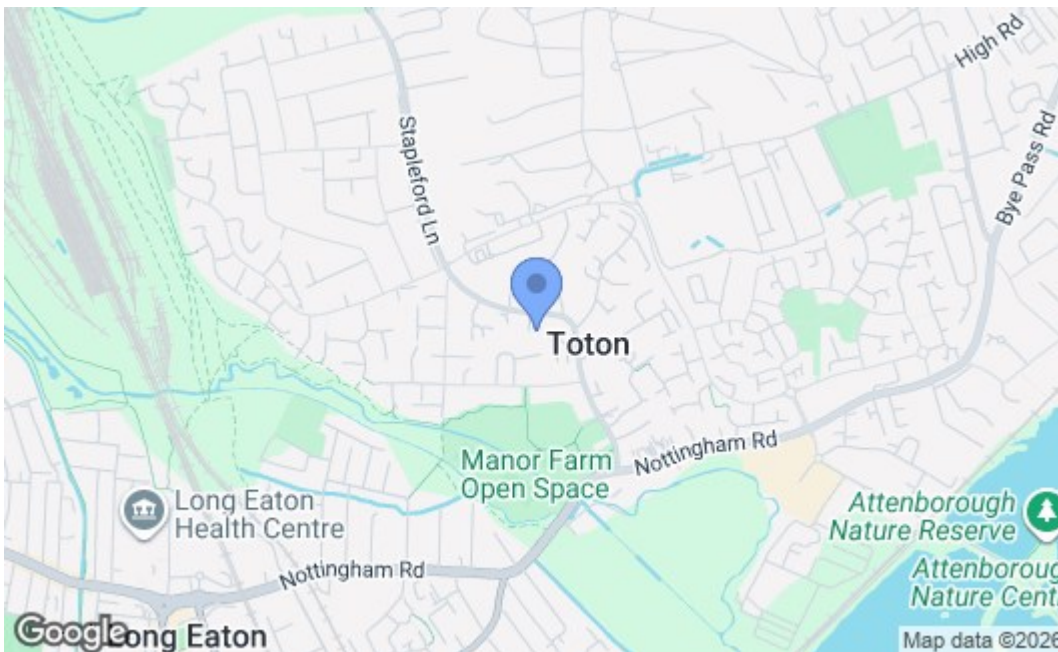 High Rd
Stapleford Ln
Bye Pass Rd
Toton
Nottingham Rd
Manor Farm
Open Space
Long Eaton
Health Centre
Attenborough
Nature Reserve
Nottingham Rd
Attenboroug
Nature Cent
Google
Long Eaton
Map data ©2026